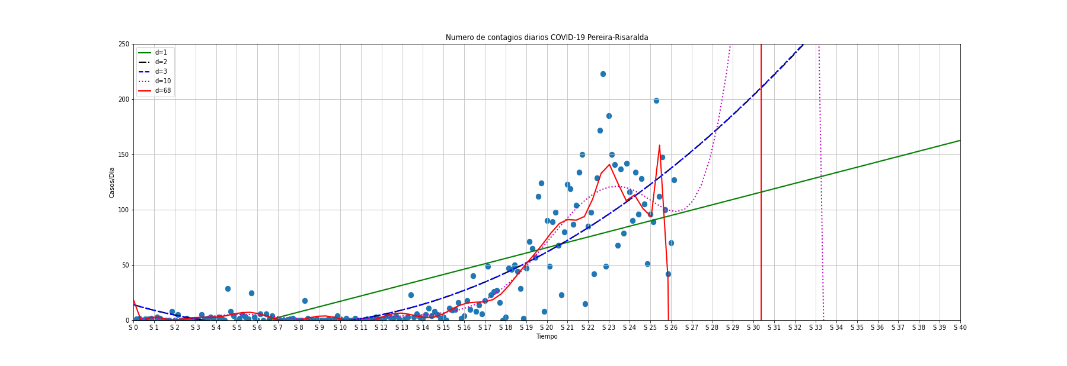 Numero de contagios diarios COVID-19 Pereira-Risaralda
250
200
150
100
50
0
Casos/Dia
d=1
d=2
d=3
d=10
d=68
S 0 S 1 S 2 S 3 S 4 S 5 S 6 S 7 S 8 S 9 S 10 S 11 S 12 S 13 S 14 S 15 S 16 S 17 S 18 S 19 S 20 S 21 S 22 S 23 S 24 S 25 S 26 S 27 S 28 S 29 S 30 S 31 S 32 S 33 S 34 S 35 S 36 S 37 S 38 S 39 S 40
Tiempo